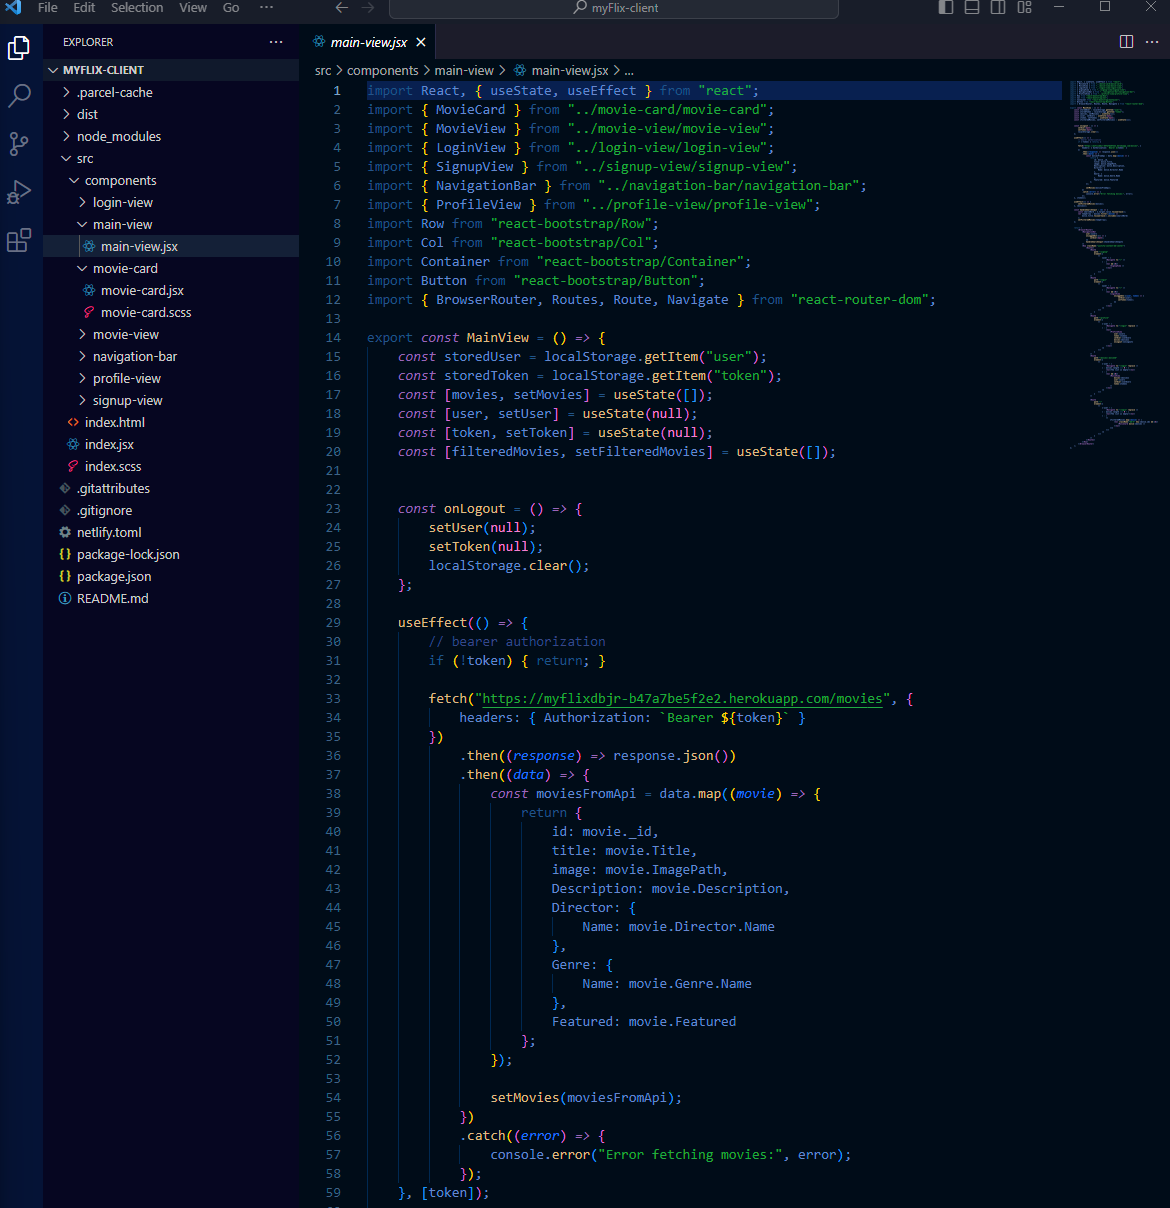 File Edit Selection View Go ··· myFlix-client
EXPLORER ···
MYFLIX-CLIENT
.parcel-cache
dist
node_modules
src
components
login-view
main-view
main-view.jsx
movie-card
movie-card.jsx
movie-card.scss
movie-view
navigation-bar
profile-view
signup-view
index.html
index.jsx
index.scss
.gitattributes
.gitignore
netlify.toml
package-lock.json
package.json
README.md
main-view.jsx
src > components > main-view > main-view.jsx > ...
1 import React, { useState, useEffect } from "react";
2 import { MovieCard } from "../movie-card/movie-card";
3 import { MovieView } from "../movie-view/movie-view";
4 import { LoginView } from "../login-view/login-view";
5 import { SignupView } from "../signup-view/signup-view";
6 import { NavigationBar } from "../navigation-bar/navigation-bar";
7 import { ProfileView } from "../profile-view/profile-view";
8 import Row from "react-bootstrap/Row";
9 import Col from "react-bootstrap/Col";
10 import Container from "react-bootstrap/Container";
11 import Button from "react-bootstrap/Button";
12 import { BrowserRouter, Routes, Route, Navigate } from "react-router-dom";
13
14 export const MainView = () => {
15 const storedUser = localStorage.getItem("user");
16 const storedToken = localStorage.getItem("token");
17 const [movies, setMovies] = useState([]);
18 const [user, setUser] = useState(null);
19 const [token, setToken] = useState(null);
20 const [filteredMovies, setFilteredMovies] = useState([]);
21
22
23 const onLogout = () => {
24 setUser(null);
25 setToken(null);
26 localStorage.clear();
27 };
28
29 useEffect(() => {
30 // bearer authorization
31 if (!token) { return; }
32
33 fetch("https://myflixdbjr-b47a7be5f2e2.herokuapp.com/movies", {
34 headers: { Authorization: `Bearer ${token}` }
35 })
36 .then((response) => response.json())
37 .then((data) => {
38 const moviesFromApi = data.map((movie) => {
39 return {
40 id: movie._id,
41 title: movie.Title,
42 image: movie.ImagePath,
43 Description: movie.Description,
44 Director: {
45 Name: movie.Director.Name
46 },
47 Genre: {
48 Name: movie.Genre.Name
49 },
50 Featured: movie.Featured
51 };
52 });
53
54 setMovies(moviesFromApi);
55 })
56 .catch((error) => {
57 console.error("Error fetching movies:", error);
58 });
59 }, [token]);